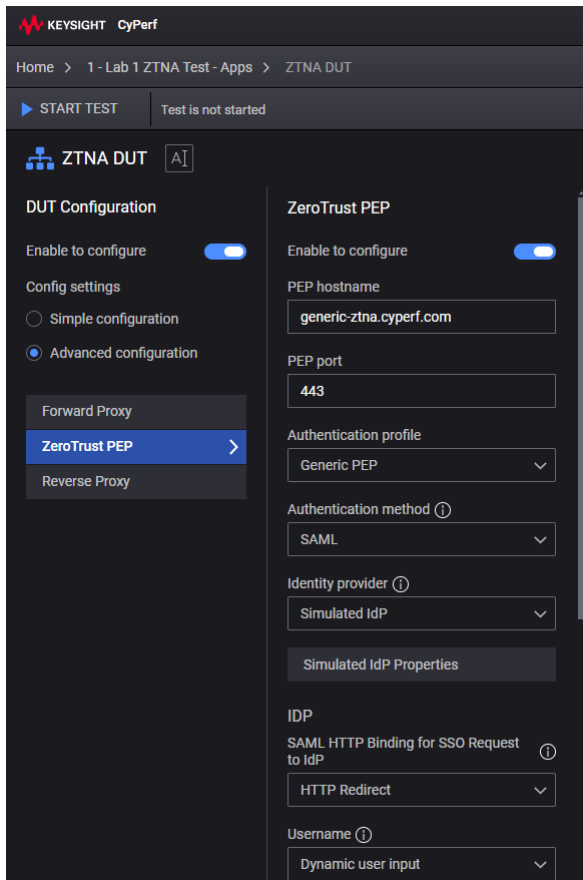 KEYSIGHT CyPerf
Home > 1 - Lab 1 ZTNA Test - Apps > ZTNA DUT
START TEST
Test is not started
ZTNA DUT
DUT Configuration
Enable to configure
Config settings
Simple configuration
Advanced configuration
Forward Proxy
ZeroTrust PEP
Reverse Proxy
ZeroTrust PEP
Enable to configure
PEP hostname
generic-ztna.cyperf.com
PEP port
443
Authentication profile
Generic PEP
Authentication method
SAML
Identity provider
Simulated IdP
Simulated IdP Properties
IDP
SAML HTTP Binding for SSO Request
to IdP
HTTP Redirect
Username
Dynamic user input